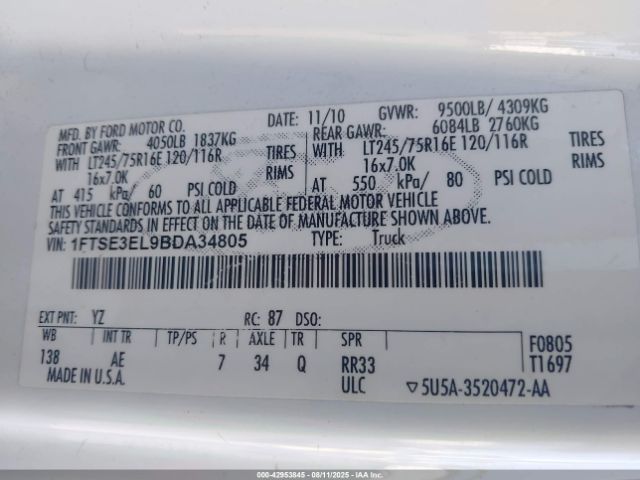 MFD. BY FORD MOTOR CO. DATE: 11/10 GVWR: 9500LB/ 4309KG
FRONT GAWR: 4050LB 1837KG REAR GAWR: 6084LB 2760KG
WITH LT245/75R16E 120/116R TIRES WITH LT245/75R16E 120/116R TIRES
16x7.0K RIMS 16x7.0K RIMS
AT 415 kPa/ 60 PSI COLD AT 550 kPa/ 80 PSI COLD
THIS VEHICLE CONFORMS TO ALL APPLICABLE FEDERAL MOTOR VEHICLE
SAFETY STANDARDS IN EFFECT ON THE DATE OF MANUFACTURE SHOWN ABOVE.
VIN: 1FTSE3EL9BDA34805 TYPE: Truck
EXT PNT: YZ RC: 87 DSO:
WB INT TR TP/PS R AXLE TR SPR F0805
138 AE 7 34 Q RR33 T1697
MADE IN U.S.A. ULC ▽5U5A-3520472-AA
000-42953845 - 08/11/2025 - IAA Inc.